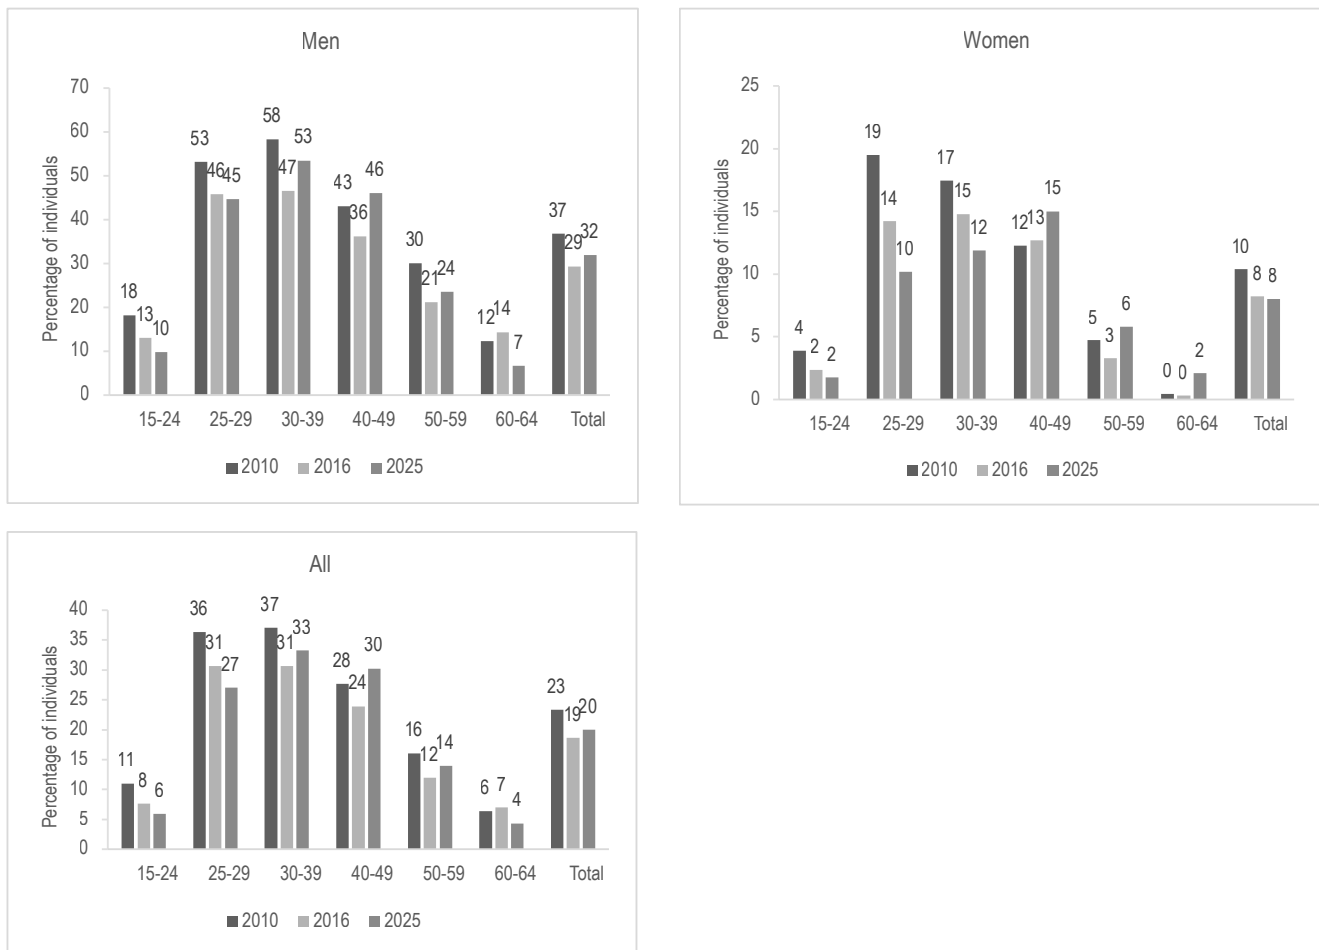 Men
Percentage of individuals
70
60
50
40
30
20
10
0
18 13 10
53 46 45
58 47 53
43 36 46
30 21 24
12 14 7
37 29 32
15-24 25-29 30-39 40-49 50-59 60-64 Total
2010 2016 2025
Women
Percentage of individuals
25
20
15
10
5
0
4 2 2
19 14 10
17 15 12
12 13 15
5 3 6
0 0 2
10 8 8
15-24 25-29 30-39 40-49 50-59 60-64 Total
2010 2016 2025
All
Percentage of individuals
40
35
30
25
20
15
10
5
0
11 8 6
36 31 27
37 31 33
28 24 30
16 12 14
6 7 4
23 19 20
15-24 25-29 30-39 40-49 50-59 60-64 Total
2010 2016 2025